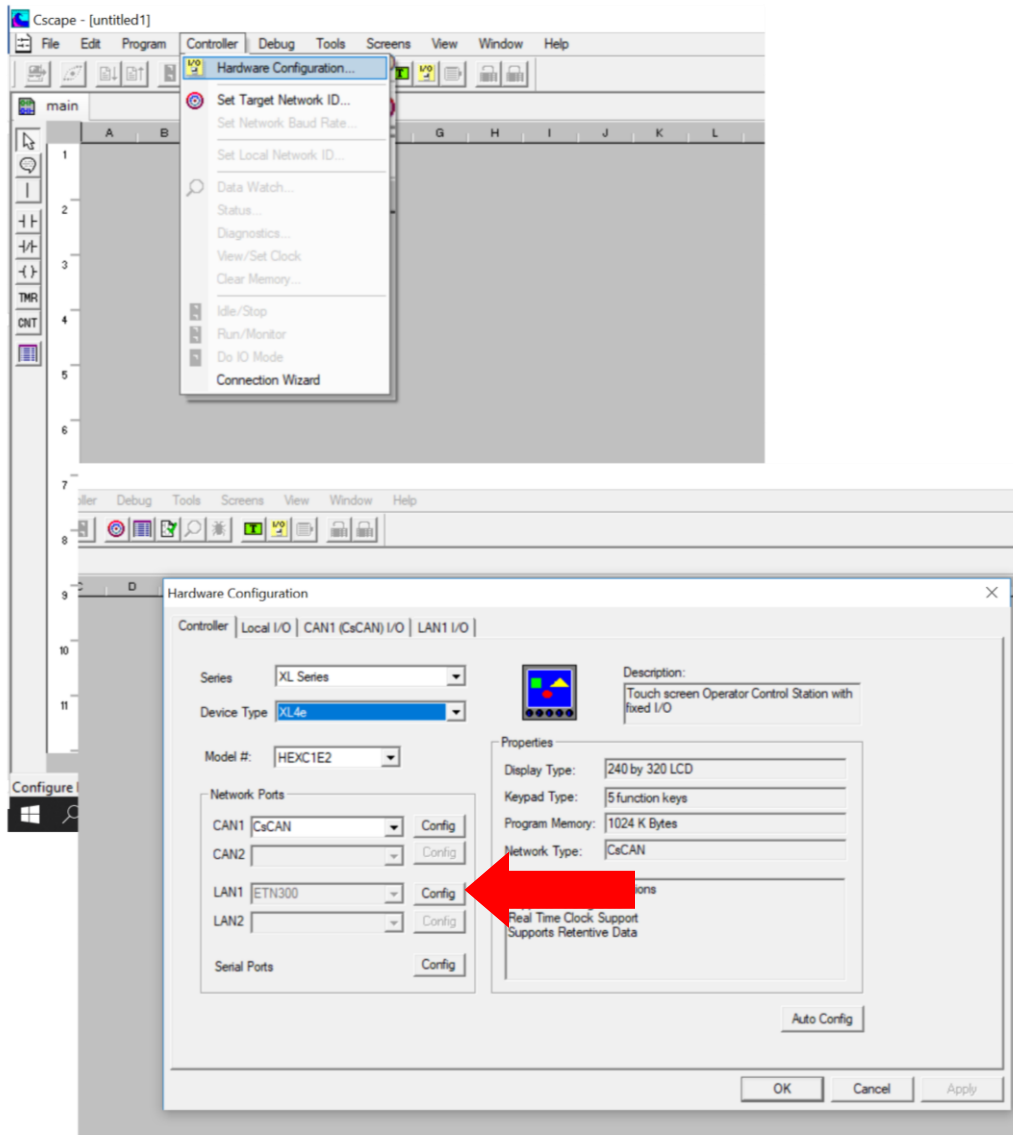 Cscape - [untitled1]
File Edit Program Controller Debug Tools Screens View Window Help
Hardware Configuration...
main
Set Target Network ID...
Set Network Baud Rate...
A B G H I J K L
1
Set Local Network ID...
Data Watch...
2
Status...
Diagnostics...
View/Set Clock
3
Clear Memory...
TMR
Idle/Stop
CNT
4
Run/Monitor
Do IO Mode
5
Connection Wizard
6
7
ller Debug Tools Screens View Window Help
8
9
C D
Hardware Configuration
Controller Local I/O CAN1 (CsCAN) I/O LAN1 I/O
10
Series XL Series
Description:
Touch screen Operator Control Station with
fixed I/O
11
Device Type XL4e
Model #: HEXC1E2
Properties
Display Type: 240 by 320 LCD
Configure
Network Ports
Keypad Type: 5 function keys
CAN1 CsCAN Config
Program Memory: 1024 K Bytes
CAN2 Config
Network Type: CsCAN
LAN1 ETN300 Config
ions
LAN2 Config
Real Time Clock Support
Supports Retentive Data
Serial Ports Config
Auto Config
OK Cancel Apply